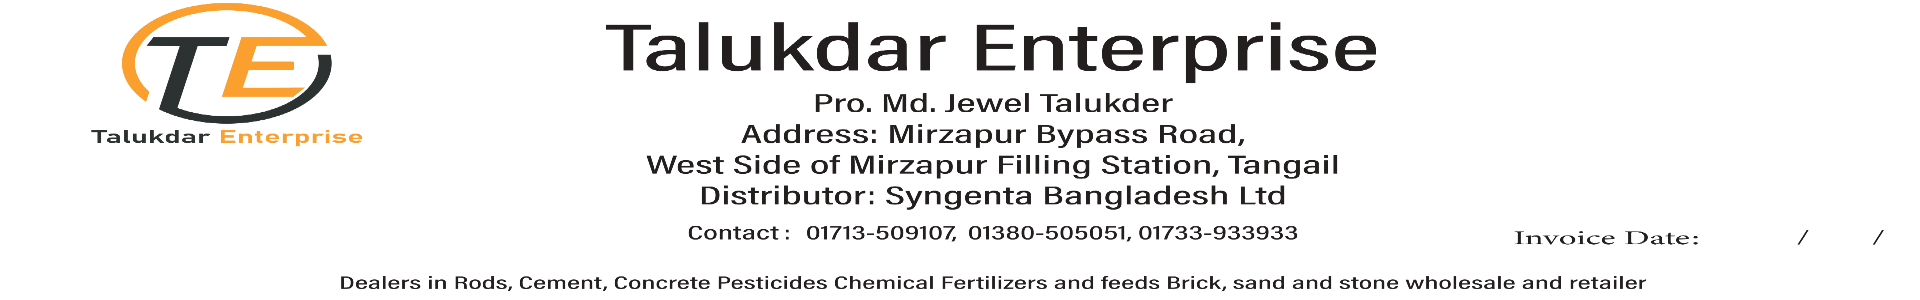 TE
Talukdar Enterprise
Talukdar Enterprise
Pro. Md. Jewel Talukder
Address: Mirzapur Bypass Road,
West Side of Mirzapur Filling Station, Tangail
Distributor: Syngenta Bangladesh Ltd
Contact : 01713-509107, 01380-505051, 01733-933933
Invoice Date: / /
Dealers in Rods, Cement, Concrete Pesticides Chemical Fertilizers and feeds Brick, sand and stone wholesale and retailer